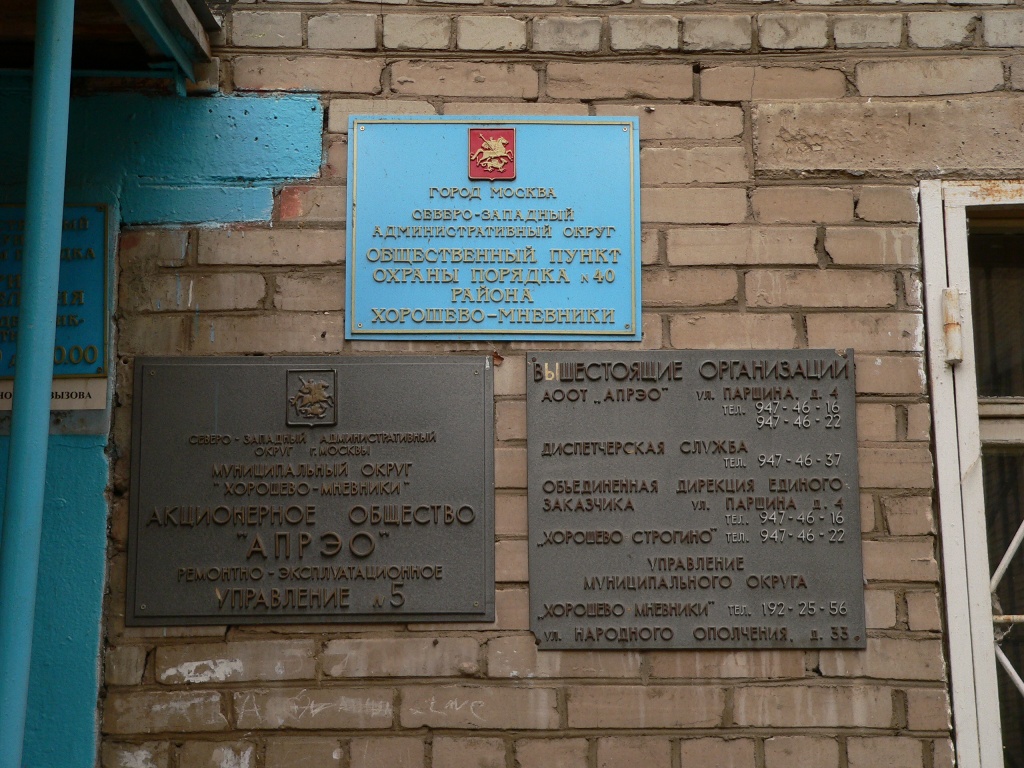 ГОРОД МОСКВА
СЕВЕРО-ЗАПАДНЫЙ
АДМИНИСТРАТИВНЫЙ ОКРУГ
ОБЩЕСТВЕННЫЙ ПУНКТ
ОХРАНЫ ПОРЯДКА №40
РАЙОНА
ХОРОШЕВО-МНЕВНИКИ
ВЫЗОВА
СЕВЕРО-ЗАПАДНЫЙ АДМИНИСТРАТИВНЫЙ
ОКРУГ Г. МОСКВЫ
МУНИЦИПАЛЬНЫЙ ОКРУГ
"ХОРОШЕВО-МНЕВНИКИ"
АКЦИОНЕРНОЕ ОБЩЕСТВО
"АПРЭО"
РЕМОНТНО-ЭКСПЛУАТАЦИОННОЕ
УПРАВЛЕНИЕ №5
ВЫШЕСТОЯЩИЕ ОРГАНИЗАЦИИ
АООТ "АПРЭО" УЛ. ПАРШИНА, Д. 4
ТЕЛ. 947-46-16
947-46-22
ДИСПЕТЧЕРСКАЯ СЛУЖБА
ТЕЛ. 947-46-37
ОБЪЕДИНЕННАЯ ДИРЕКЦИЯ ЕДИНОГО
ЗАКАЗЧИКА УЛ. ПАРШИНА, Д. 4
ТЕЛ. 947-46-16
"ХОРОШЕВО СТРОГИНО" ТЕЛ. 947-46-22
УПРАВЛЕНИЕ
МУНИЦИПАЛЬНОГО ОКРУГА
"ХОРОШЕВО МНЕВНИКИ" ТЕЛ. 192-25-56
УЛ. НАРОДНОГО ОПОЛЧЕНИЯ, Д. 33